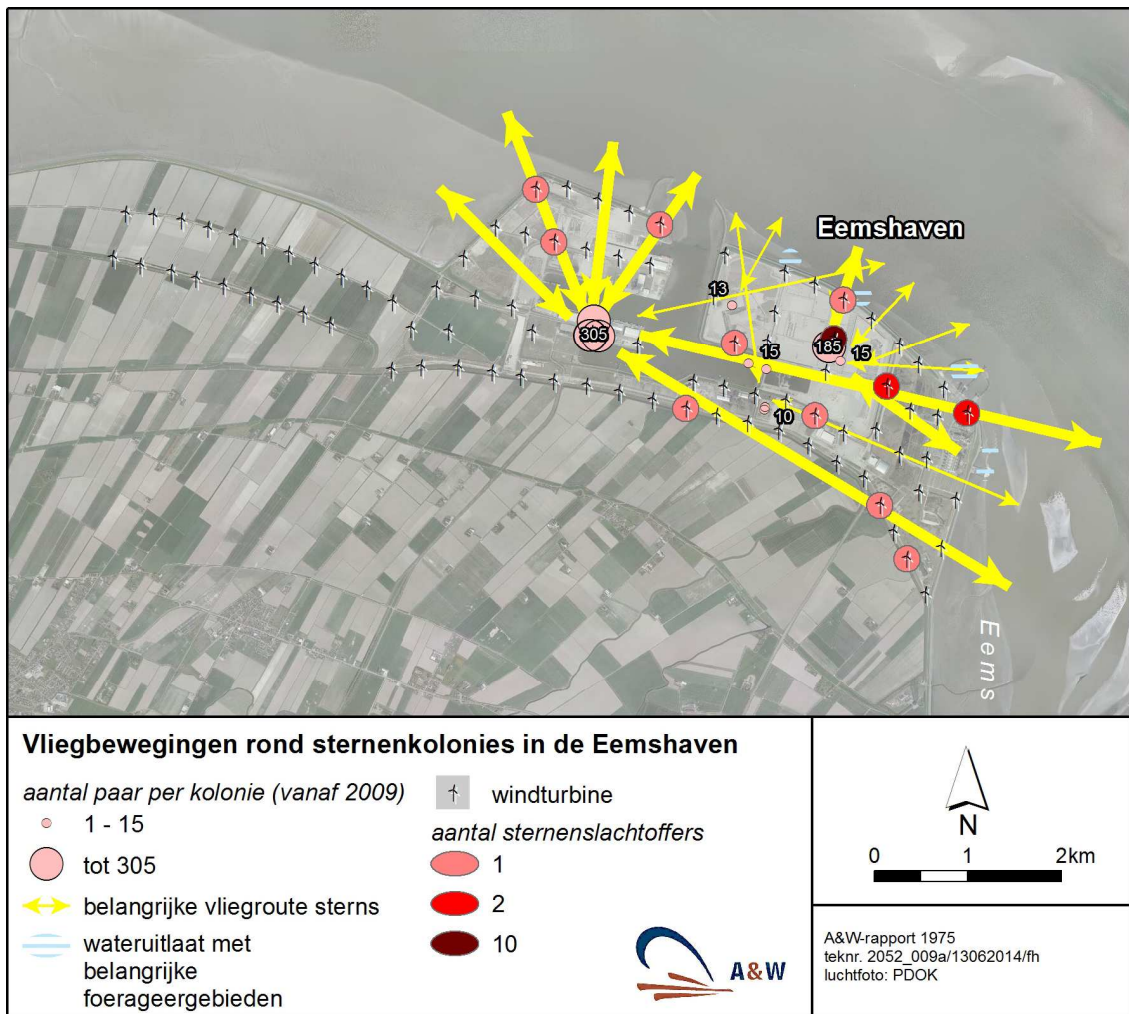 Eemshaven
13
305
15
185
15
10
Eems
Vliegbewegingen rond sternenkolonies in de Eemshaven
aantal paar per kolonie (vanaf 2009)
1 - 15
tot 305
belangrijke vliegroute sterns
wateruitlaat met
belangrijke
foerageergebieden
windturbine
aantal sternenslachtoffers
1
2
10
A&W
N
0 1 2km
A&W-rapport 1975
teknr. 2052_009a/13062014/fh
luchtfoto: PDOK